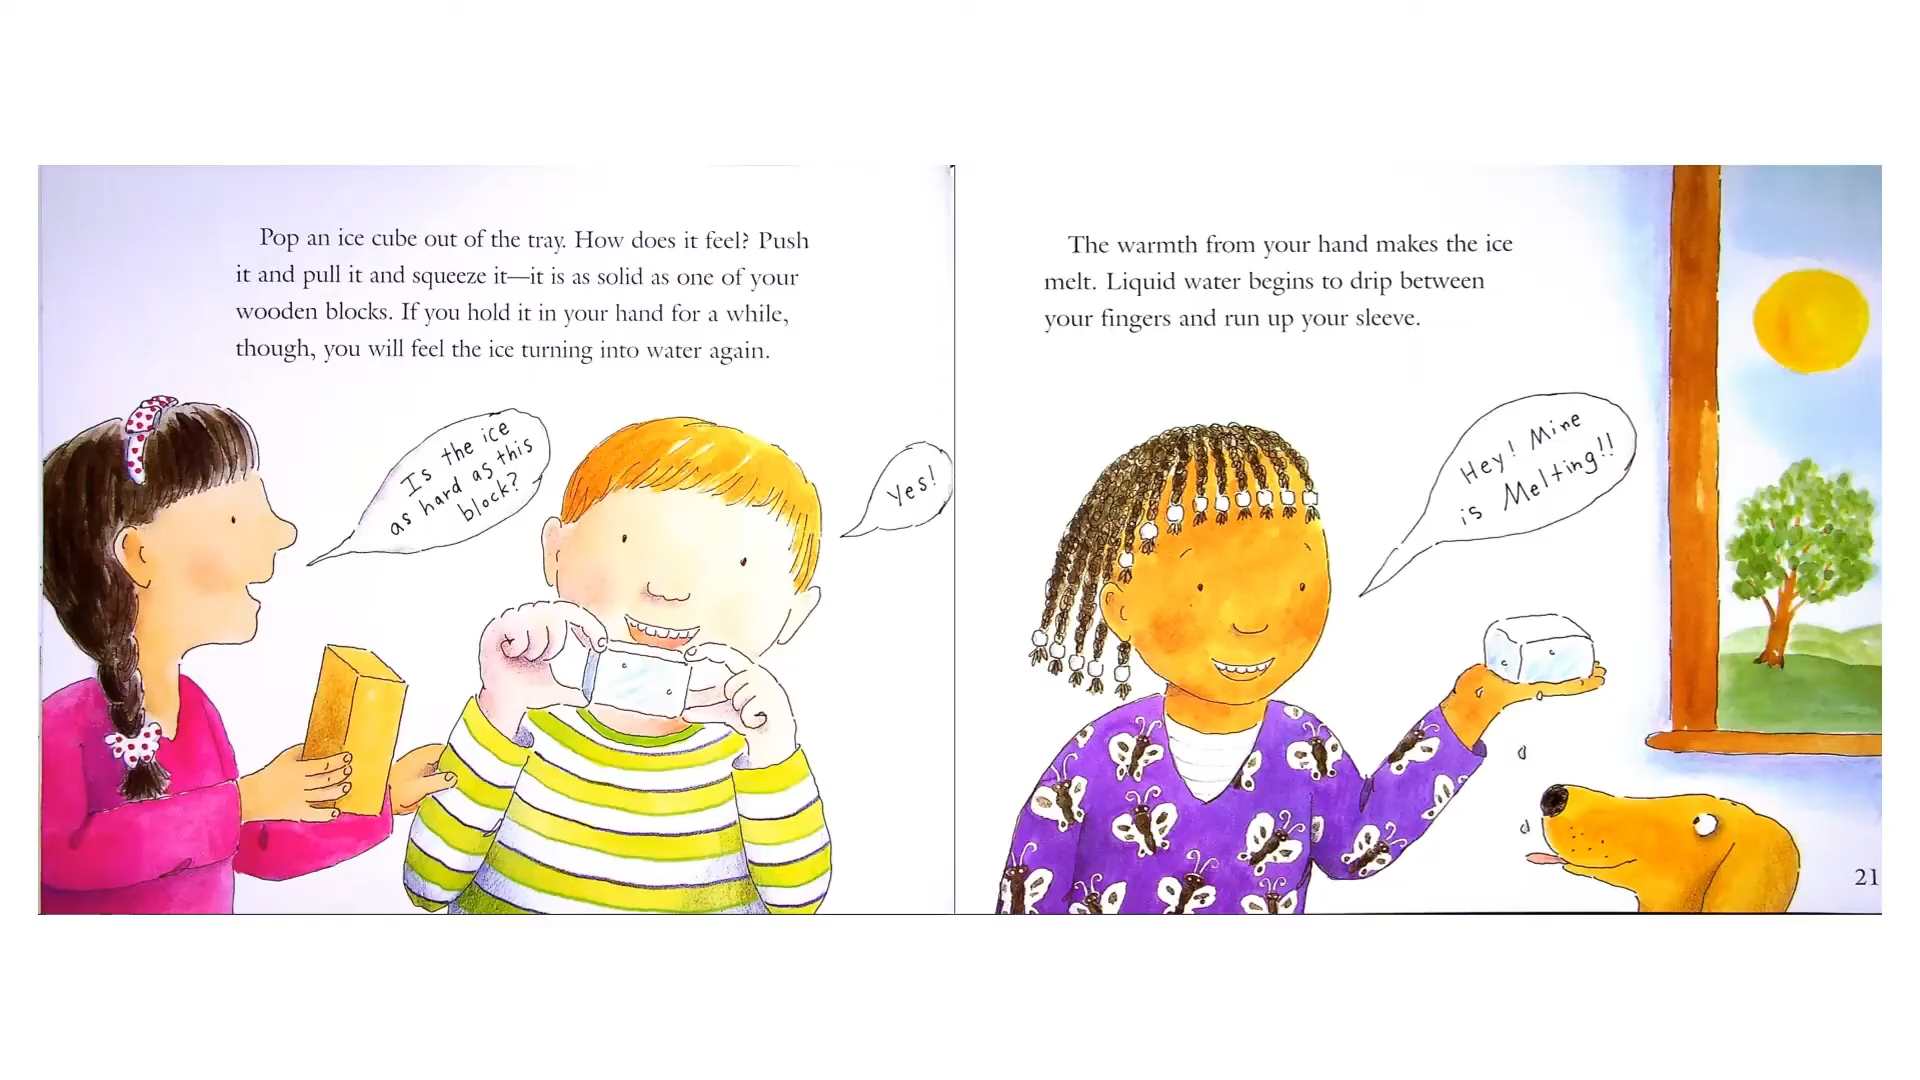 Pop an ice cube out of the tray. How does it feel? Push
it and pull it and squeeze it—it is as solid as one of your
wooden blocks. If you hold it in your hand for a while,
though, you will feel the ice turning into water again.
Is the ice
as hard as this
block?
Yes!
The warmth from your hand makes the ice
melt. Liquid water begins to drip between
your fingers and run up your sleeve.
Hey! Mine
is Melting!!
21